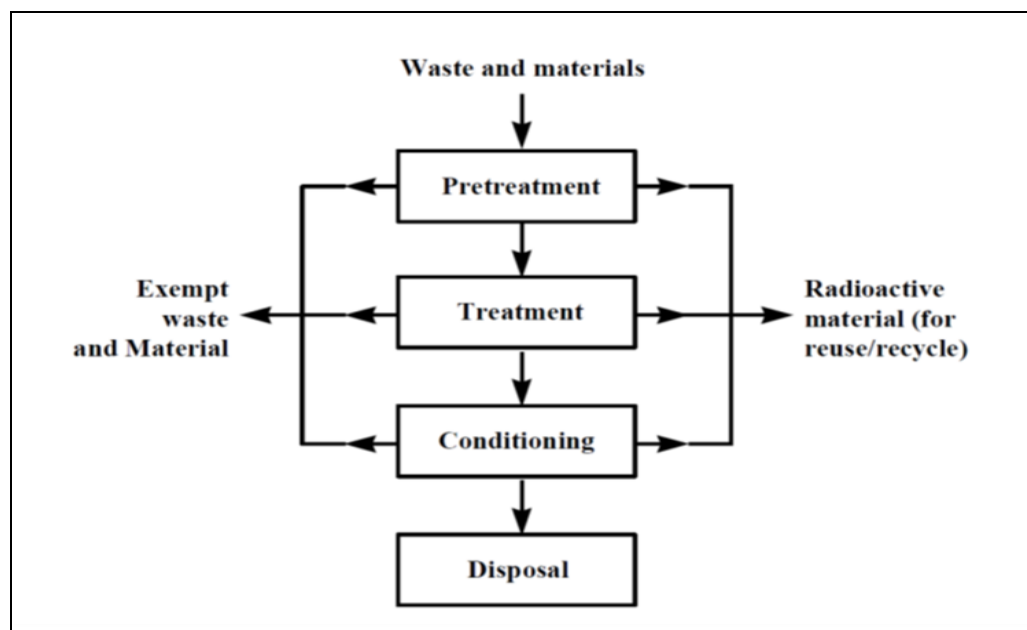 Waste and materials
Pretreatment
Exempt
waste
and Material
Treatment
Radioactive
material (for
reuse/recycle)
Conditioning
Disposal